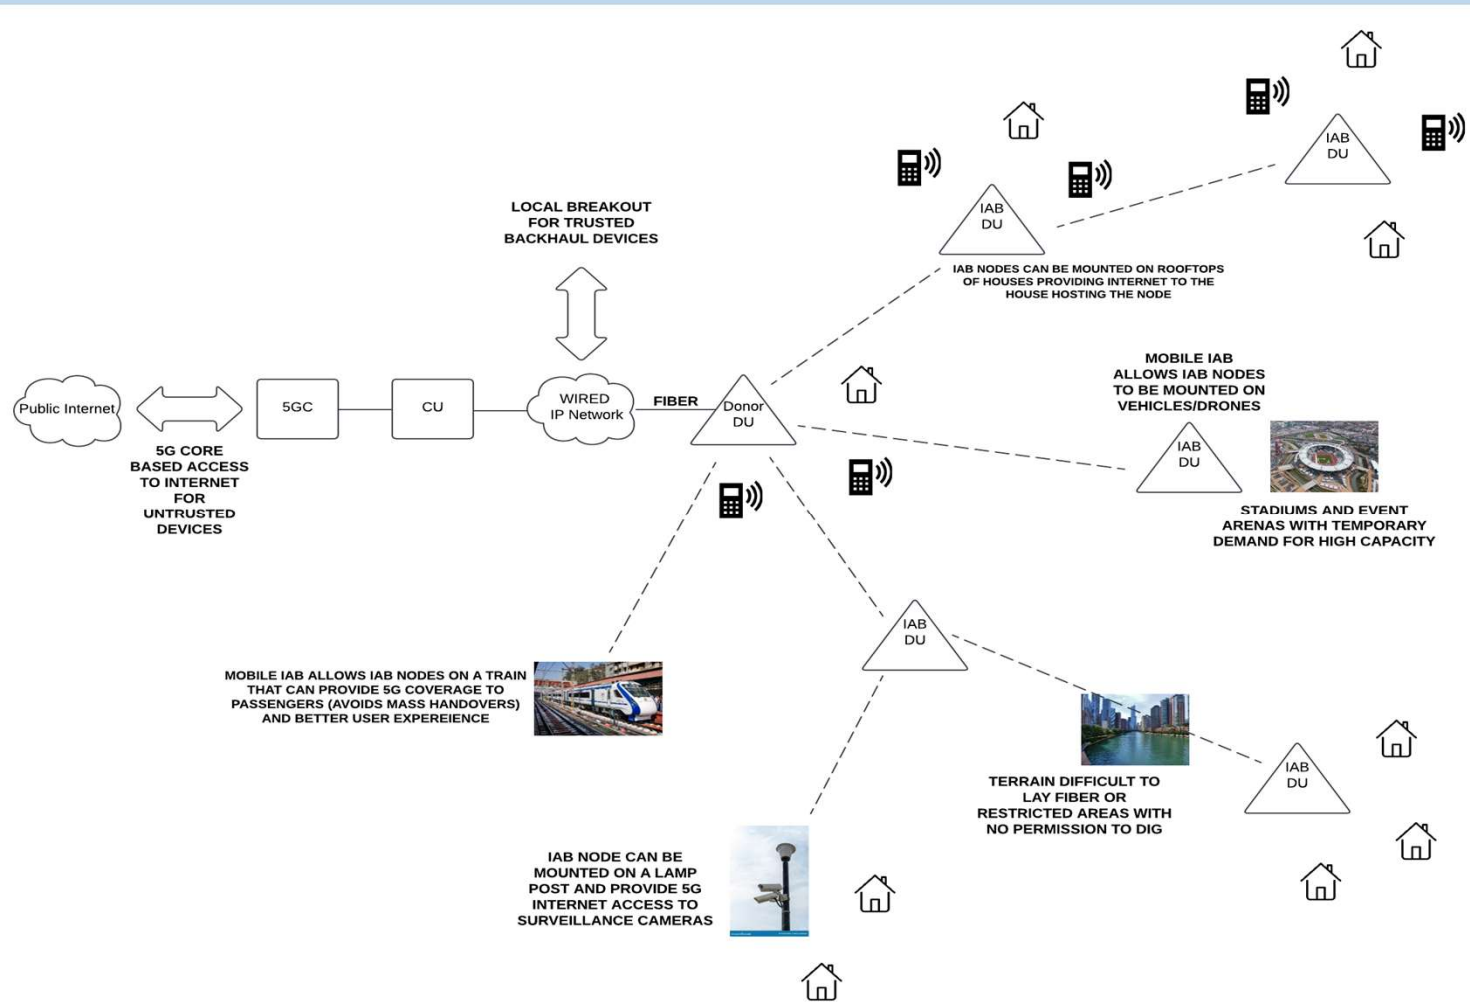 IAB
DU
LOCAL BREAKOUT
FOR TRUSTED
BACKHAUL DEVICES
IAB
DU
IAB NODES CAN BE MOUNTED ON ROOFTOPS
OF HOUSES PROVIDING INTERNET TO THE
HOUSE HOSTING THE NODE
Public Internet
5GC
CU
WIRED
IP Network
FIBER
Donor
DU
5G CORE
BASED ACCESS
TO INTERNET
FOR
UNTRUSTED
DEVICES
MOBILE IAB
ALLOWS IAB NODES
TO BE MOUNTED ON
VEHICLES/DRONES
IAB
DU
STADIUMS AND EVENT
ARENAS WITH TEMPORARY
DEMAND FOR HIGH CAPACITY
IAB
DU
MOBILE IAB ALLOWS IAB NODES ON A TRAIN
THAT CAN PROVIDE 5G COVERAGE TO
PASSENGERS (AVOIDS MASS HANDOVERS)
AND BETTER USER EXPEREIENCE
TERRAIN DIFFICULT TO
LAY FIBER OR
RESTRICTED AREAS WITH
NO PERMISSION TO DIG
IAB
DU
IAB NODE CAN BE
MOUNTED ON A LAMP
POST AND PROVIDE 5G
INTERNET ACCESS TO
SURVEILLANCE CAMERAS